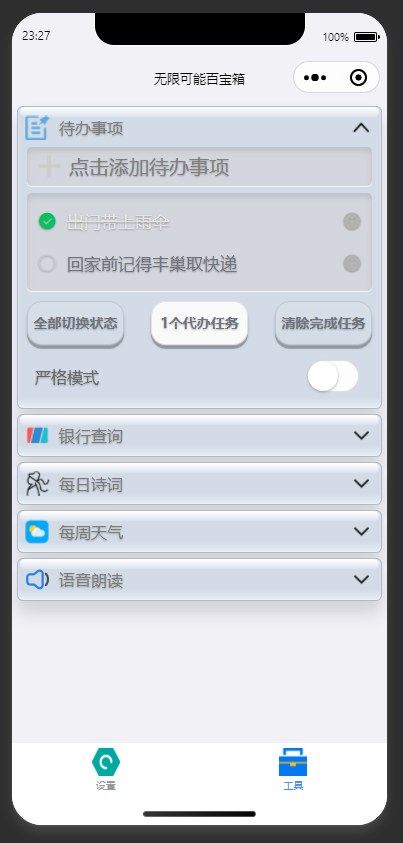 23:27
100%
无限可能百宝箱
待办事项
点击添加待办事项
出门带上雨伞
回家前记得丰巢取快递
全部切换状态
1个代办任务
清除完成任务
严格模式
银行查询
每日诗词
每周天气
语音朗读
设置
工具